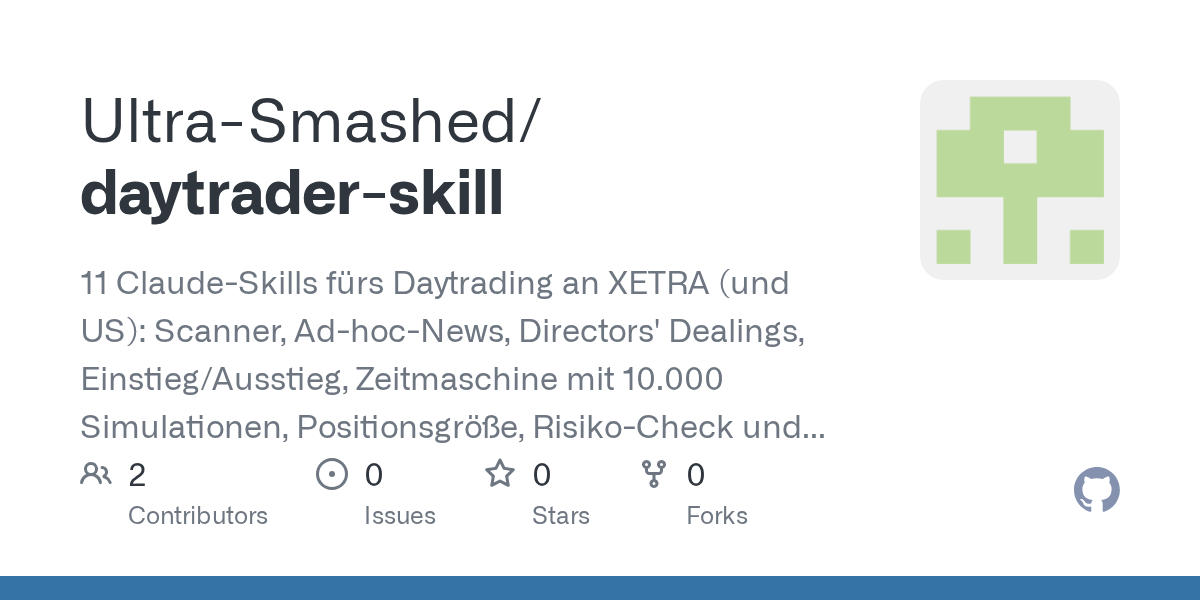 Ultra-Smashed/
daytrader-skill
11 Claude-Skills fürs Daytrading an XETRA (und
US): Scanner, Ad-hoc-News, Directors' Dealings,
Einstieg/Ausstieg, Zeitmaschine mit 10.000
Simulationen, Positionsgröße, Risiko-Check und...
2
Contributors
0
Issues
0
Stars
0
Forks